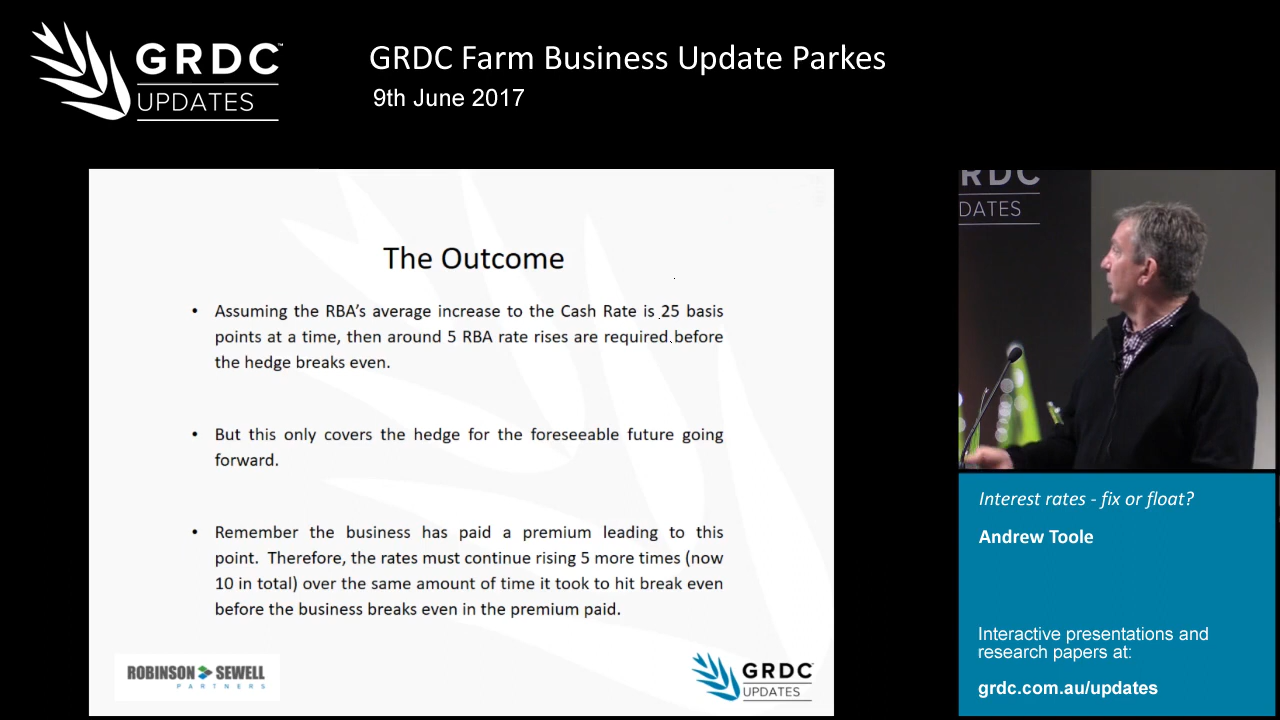 GRDC™
UPDATES
GRDC Farm Business Update Parkes
9th June 2017
The Outcome
• Assuming the RBA's average increase to the Cash Rate is 25 basis
points at a time, then around 5 RBA rate rises are required before
the hedge breaks even.
• But this only covers the hedge for the foreseeable future going
forward.
• Remember the business has paid a premium leading to this
point. Therefore, the rates must continue rising 5 more times (now
10 in total) over the same amount of time it took to hit break even
before the business breaks even in the premium paid.
ROBINSON SEWELL
PARTNERS
GRDC™
UPDATES
RDC
DATES
Interest rates - fix or float?
Andrew Toole
Interactive presentations and
research papers at:
grdc.com.au/updates